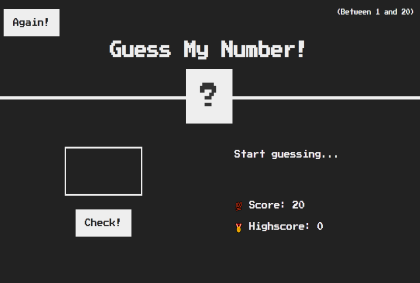 Again!
(Between 1 and 20)
Guess My Number!
?
Start guessing...
Check!
Score: 20
Highscore: 0